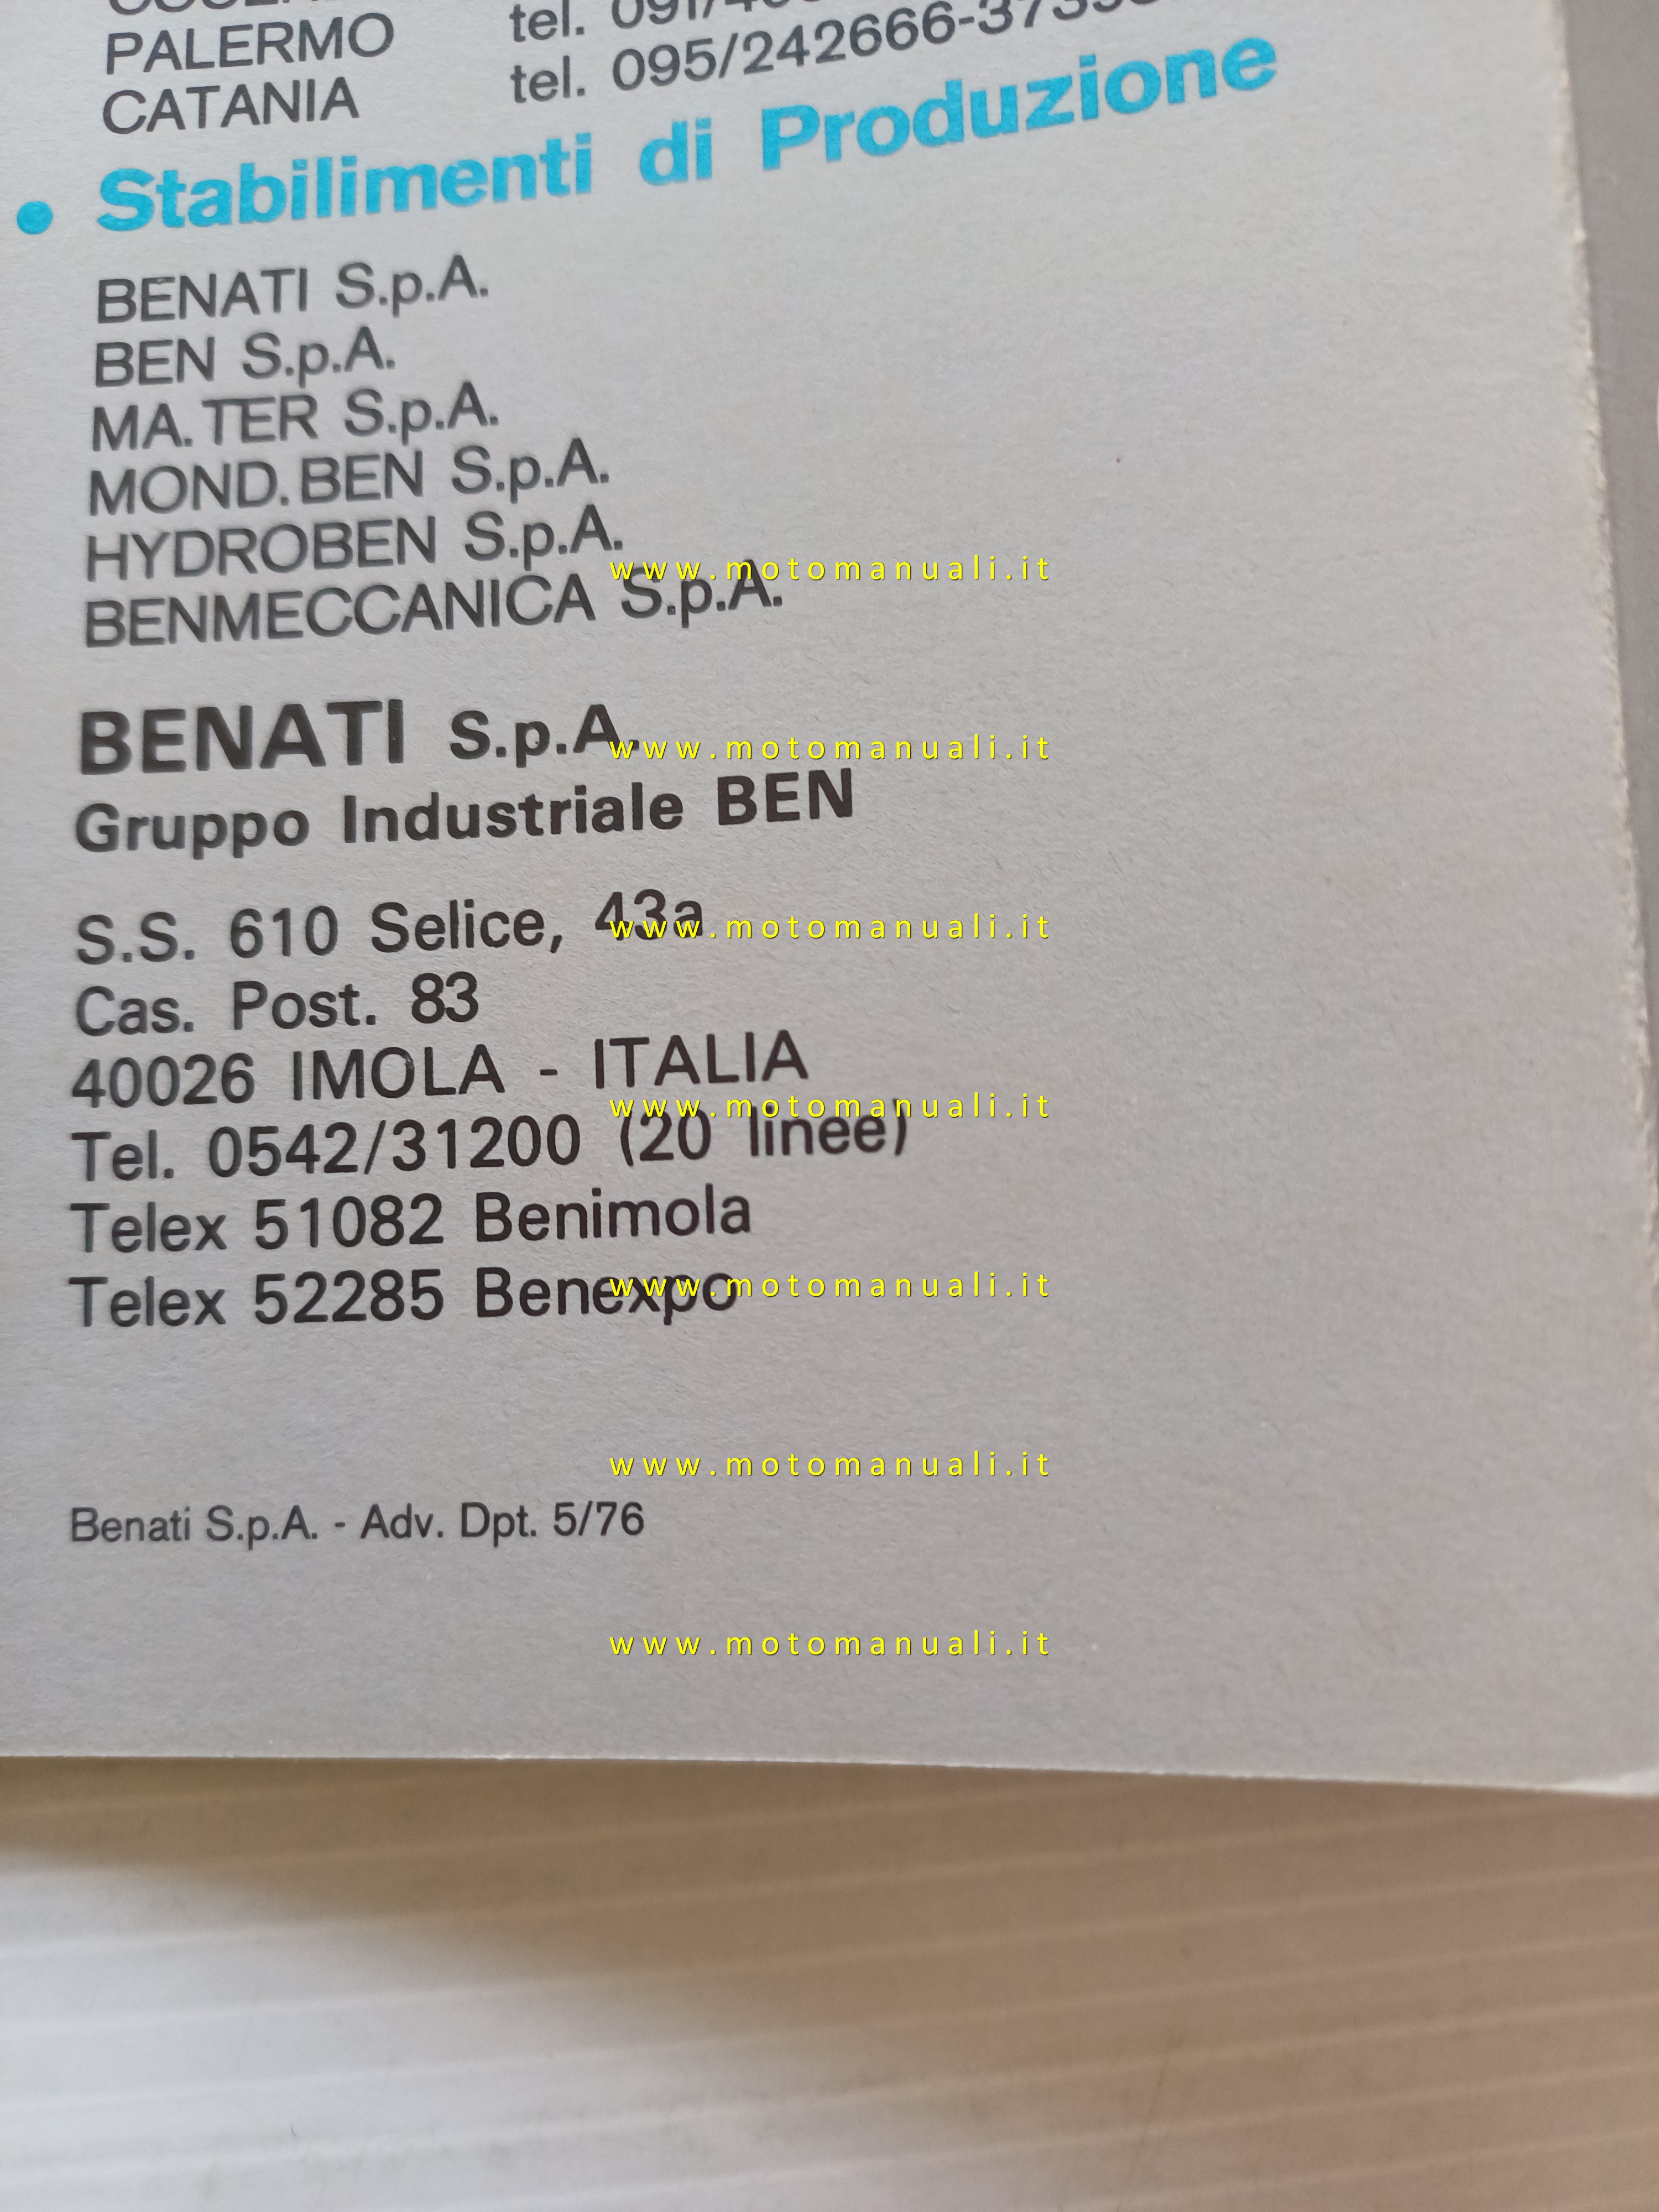 PALERMO tel.
CATANIA tel. 095/242666-
• Stabilimenti di Produzione
BENATI S.p.A.
BEN S.p.A.
MA.TER S.p.A.
MOND.BEN S.p.A.
HYDROBEN S.p.A.
www.motomanuali.it
BENMECCANICA S.p.A.
BENATI S.p.A.
www.motomanuali.it
Gruppo Industriale BEN
S.S. 610 Selice, 43a
www.motomanuali.it
Cas. Post. 83
40026 IMOLA - ITALIA
www.motomanuali.it
Tel. 0542/31200 (20 linee)
Telex 51082 Benimola
Telex 52285 Benexpo
www.motomanuali.it
www.motomanuali.it
Benati S.p.A. - Adv. Dpt. 5/76
www.motomanuali.it